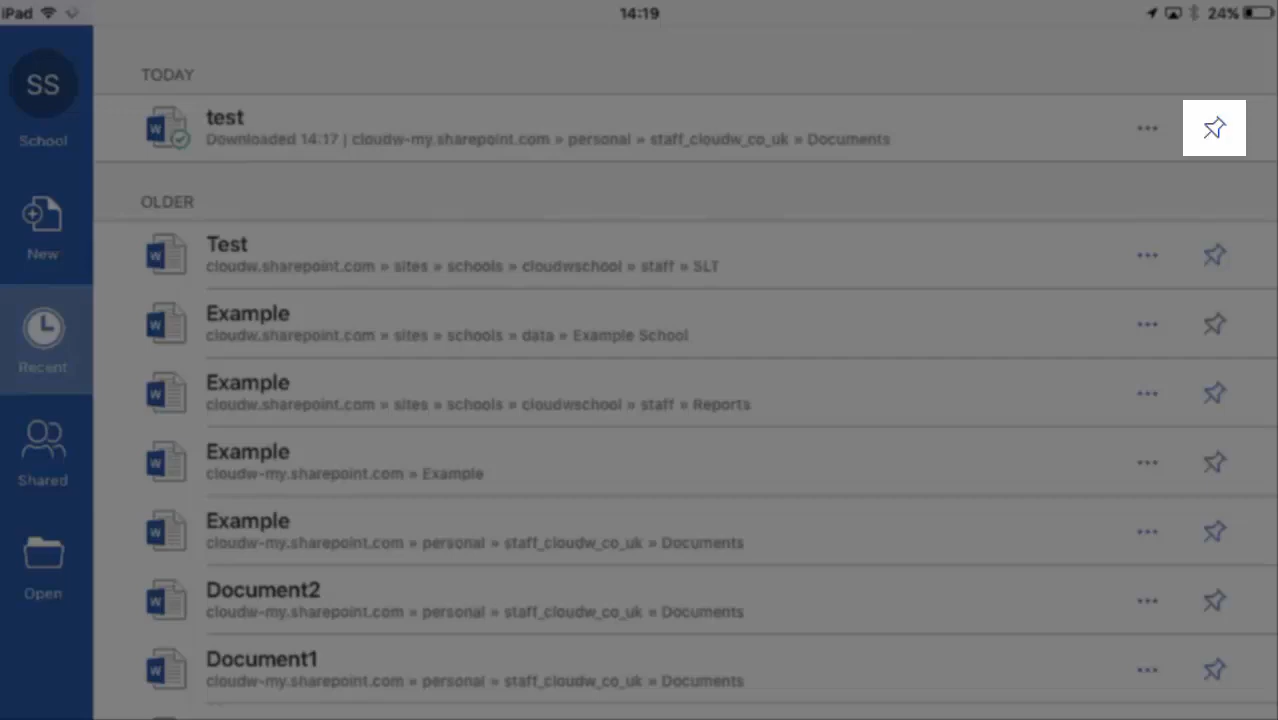 iPad 14:19 24%
SS
School
New
Recent
Shared
Open
TODAY
test
Downloaded 14:17 | cloudw-my.sharepoint.com » personal » staff_cloudw_co_uk » Documents
OLDER
Test
cloudw.sharepoint.com » sites » schools » cloudwschool » staff » SLT
Example
cloudw.sharepoint.com » sites » schools » data » Example School
Example
cloudw.sharepoint.com » sites » schools » cloudwschool » staff » Reports
Example
cloudw-my.sharepoint.com » Example
Example
cloudw-my.sharepoint.com » personal » staff_cloudw_co_uk » Documents
Document2
cloudw-my.sharepoint.com » personal » staff_cloudw_co_uk » Documents
Document1
cloudw-my.sharepoint.com » personal » staff_cloudw_co_uk » Documents